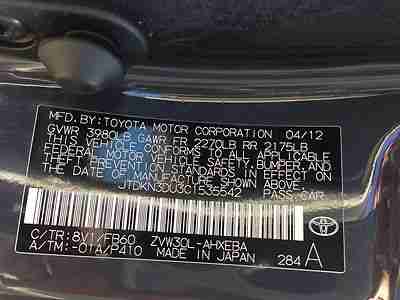 MFD.BY: TOYOTA MOTOR CORPORATION 04/12
GVWR 3980LB GAWR FR 2270LB RR 2175LB
THIS VEHICLE CONFORMS TO ALL APPLICABLE
FEDERAL MOTOR VEHICLE SAFETY, BUMPER, AND
THEFT PREVENTION STANDARDS IN EFFECT ON
THE DATE OF MANUFACTURE SHOWN ABOVE.
JTDKN3DU3C1535542 PASS.CAR
C/TR: 8V1/FB60 ZVW30L-AHXEBA
A/TM: -01A/P410 MADE IN JAPAN 284 A